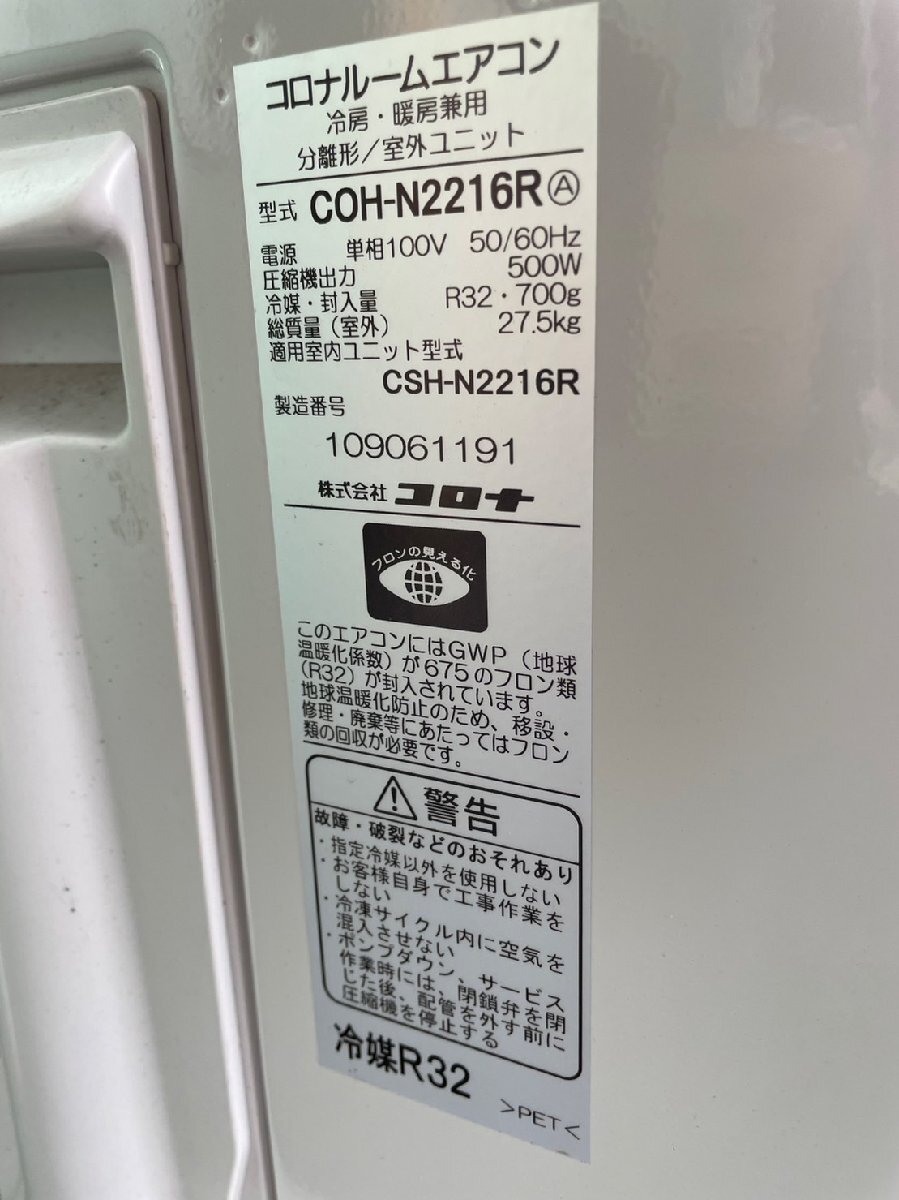 コロナルームエアコン
冷房・暖房兼用
分離形/室外ユニット
型式 COH-N2216R Ⓐ
電源 単相100V 50/60Hz
圧縮機出力 500W
冷媒・封入量 R32・700g
総質量(室外) 27.5kg
適用室内ユニット型式
CSH-N2216R
製造番号
109061191
株式会社 コロナ
フロンの見える化
このエアコンにはGWP(地球
温暖化係数)が675のフロン類
(R32)が封入されています。
地球温暖化防止のため、移設・
修理・廃棄等にあたってはフロン
類の回収が必要です。
警告
故障・破裂などのおそれあり
・指定冷媒以外を使用しない
・お客様自身で工事作業を
しない
・冷凍サイクル内に空気を
混入させない
・ポンプダウン、サービス
作業時には、閉鎖弁を閉
じた後、配管を外す前に
圧縮機を停止する
冷媒R32
>PET<